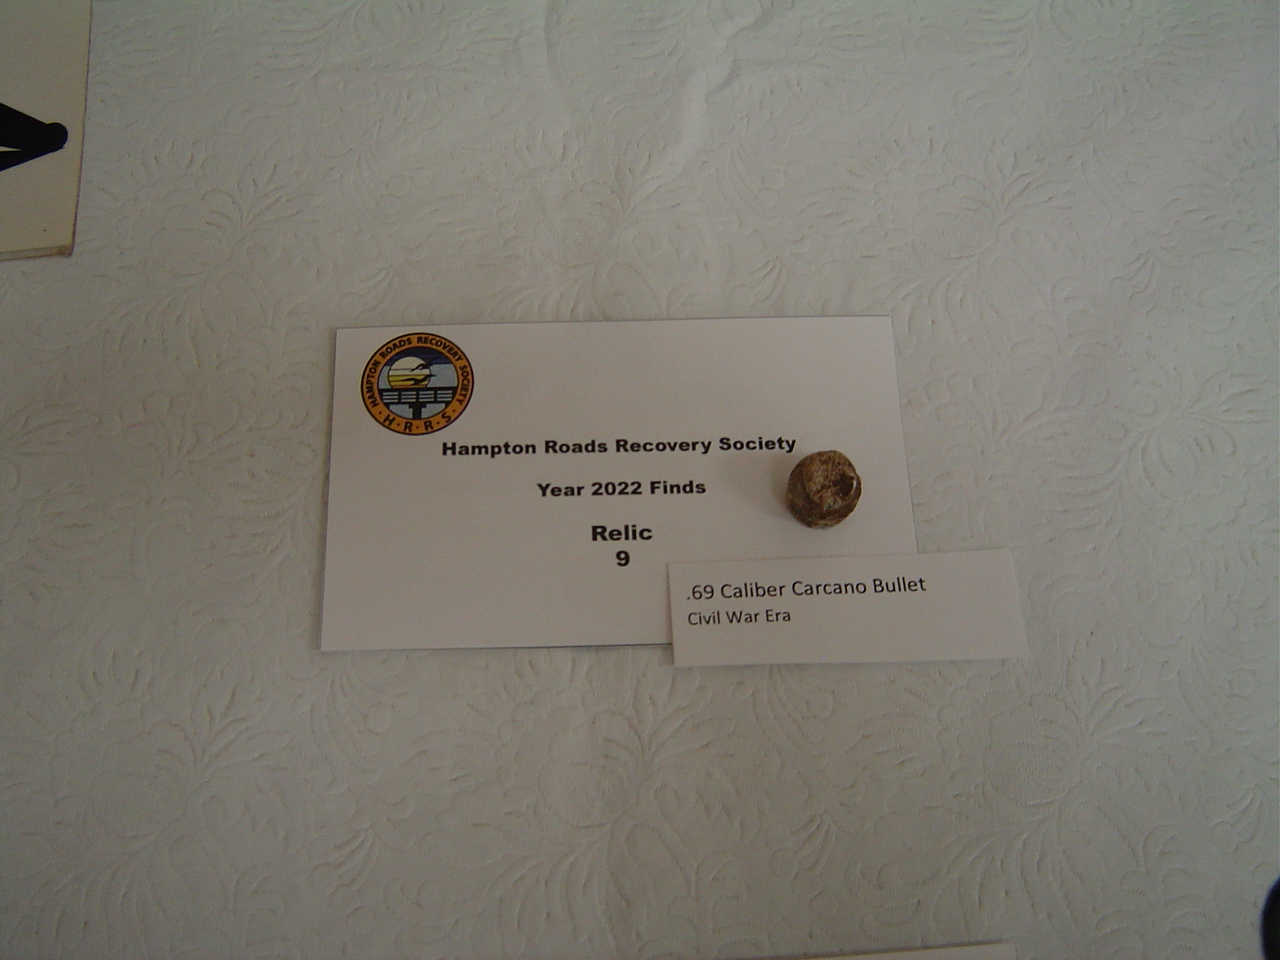 HAMPTON ROADS RECOVERY SOCIETY
· H · R · R · S ·
Hampton Roads Recovery Society
Year 2022 Finds
Relic
9
.69 Caliber Carcano Bullet
Civil War Era